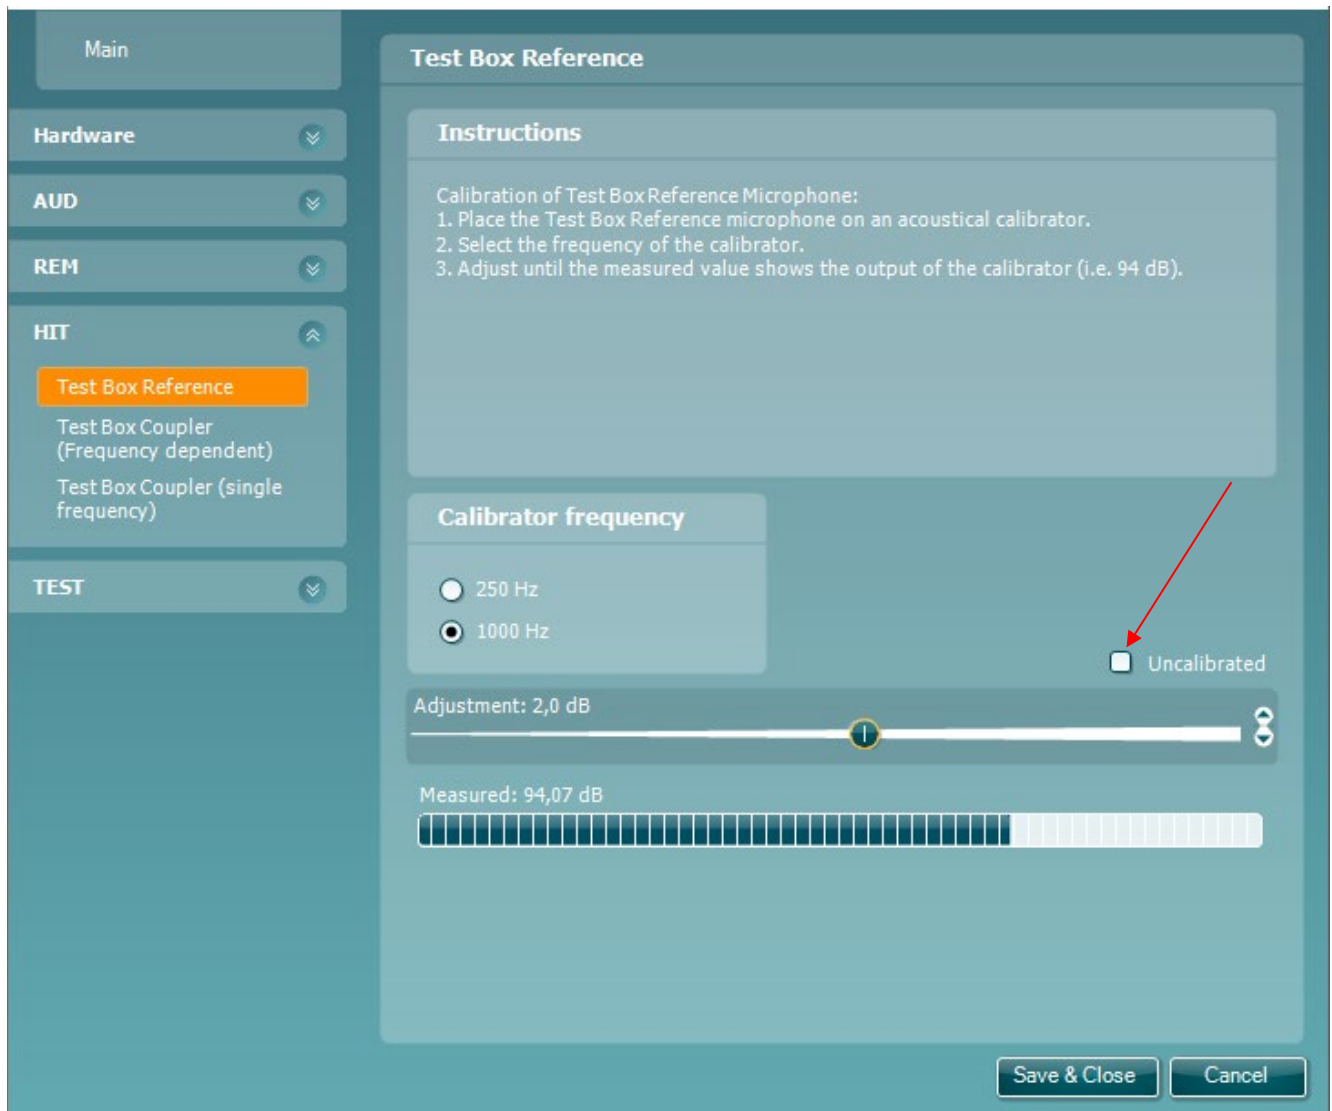 Main
Hardware
AUD
REM
HIT
Test Box Reference
Test Box Coupler
(Frequency dependent)
Test Box Coupler (single
frequency)
TEST
Test Box Reference
Instructions
Calibration of Test Box Reference Microphone:
1. Place the Test Box Reference microphone on an acoustical calibrator.
2. Select the frequency of the calibrator.
3. Adjust until the measured value shows the output of the calibrator (i.e. 94 dB).
Calibrator frequency
250 Hz
1000 Hz
Uncalibrated
Adjustment: 2,0 dB
Measured: 94,07 dB
Save & Close
Cancel